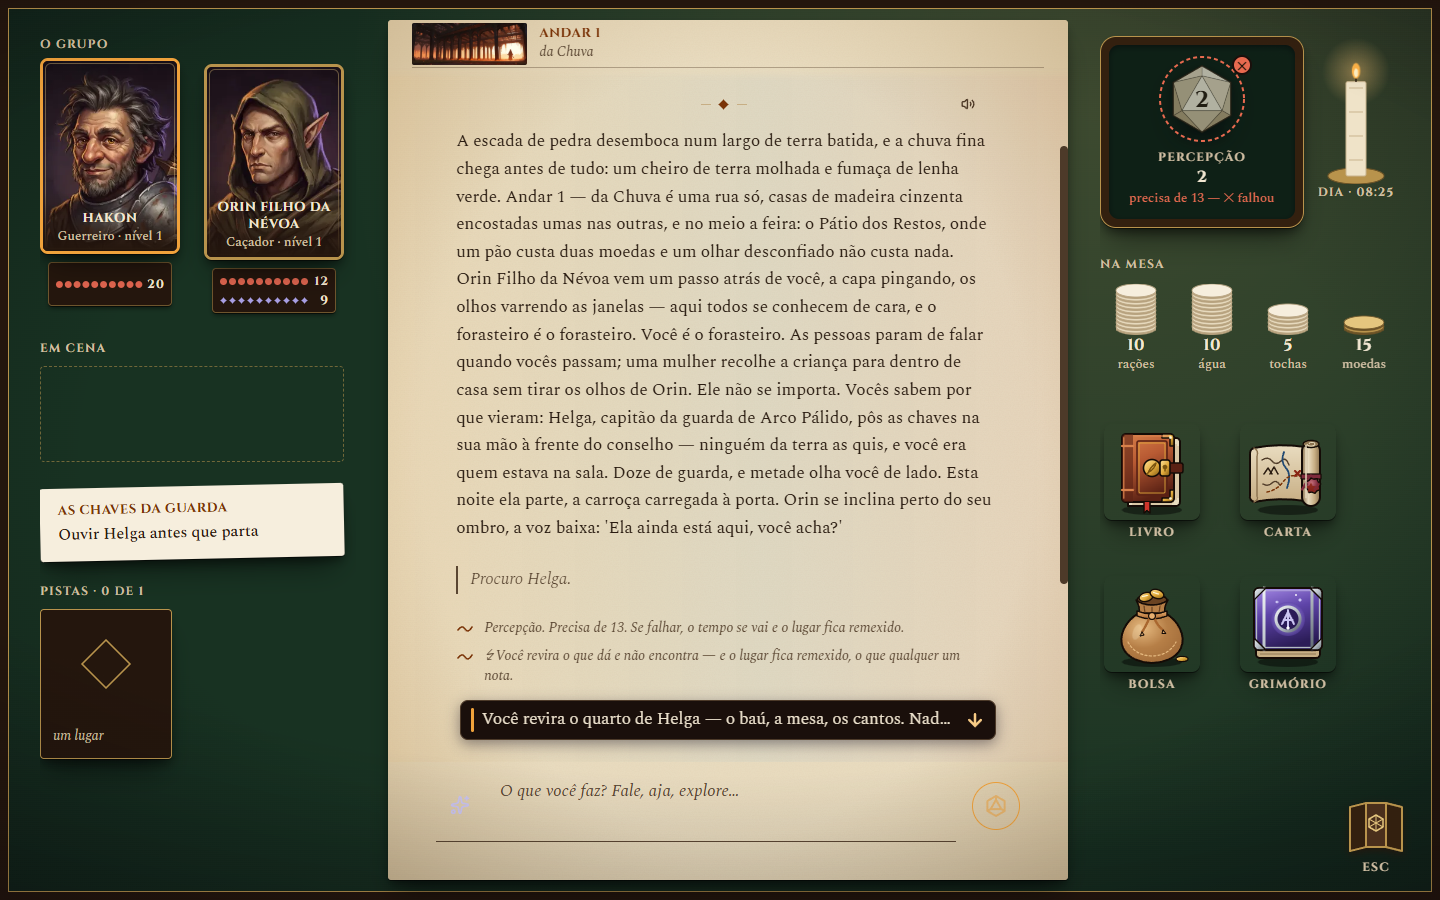 O GRUPO
HAKON
Guerreiro · nível 1
20
ORIN FILHO DA
NÉVOA
Caçador · nível 1
12
9
EM CENA
AS CHAVES DA GUARDA
Ouvir Helga antes que parta
PISTAS · 0 DE 1
um lugar
ANDAR 1
da Chuva
A escada de pedra desemboca num largo de terra batida, e a chuva fina
chega antes de tudo: um cheiro de terra molhada e fumaça de lenha
verde. Andar 1 — da Chuva é uma rua só, casas de madeira cinzenta
encostadas umas nas outras, e no meio a feira: o Pátio dos Restos, onde
um pão custa duas moedas e um olhar desconfiado não custa nada.
Orin Filho da Névoa vem um passo atrás de você, a capa pingando, os
olhos varrendo as janelas — aqui todos se conhecem de cara, e o
forasteiro é o forasteiro. Você é o forasteiro. As pessoas param de falar
quando vocês passam; uma mulher recolhe a criança para dentro de
casa sem tirar os olhos de Orin. Ele não se importa. Vocês sabem por
que vieram: Helga, capitão da guarda de Arco Pálido, pôs as chaves na
sua mão à frente do conselho — ninguém da terra as quis, e você era
quem estava na sala. Doze de guarda, e metade olha você de lado. Esta
noite ela parte, a carroça carregada à porta. Orin se inclina perto do seu
ombro, a voz baixa: 'Ela ainda está aqui, você acha?'
Procuro Helga.
Percepção. Precisa de 13. Se falhar, o tempo se vai e o lugar fica remexido.
Você revira o que dá e não encontra — e o lugar fica remexido, o que qualquer um
nota.
Você revira o quarto de Helga — o baú, a mesa, os cantos. Nad...
O que você faz? Fale, aja, explore...
2
PERCEPÇÃO
2
precisa de 13 — ✕ falhou
DIA · 08:25
NA MESA
10
rações
10
água
5
tochas
15
moedas
LIVRO
CARTA
BOLSA
GRIMÓRIO
ESC